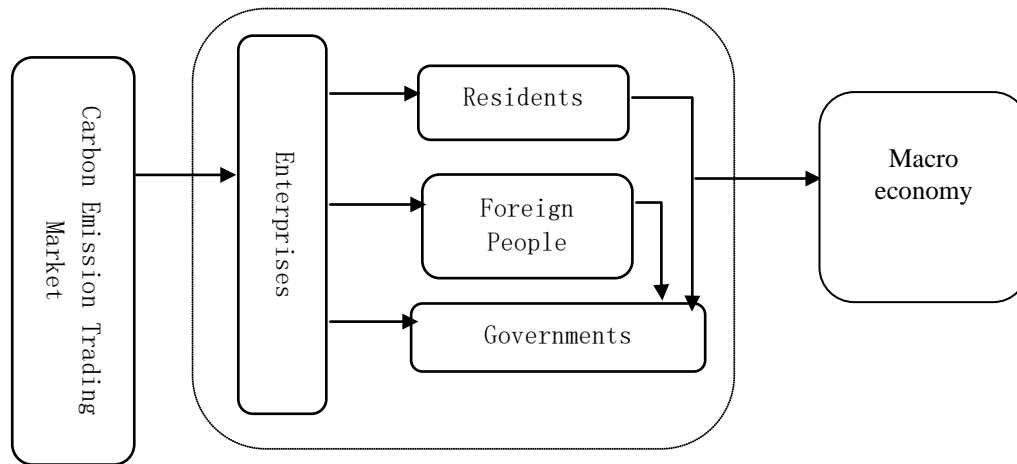 Carbon Emission Trading
Market
Enterprises
Residents
Foreign
People
Governments
Macro
economy